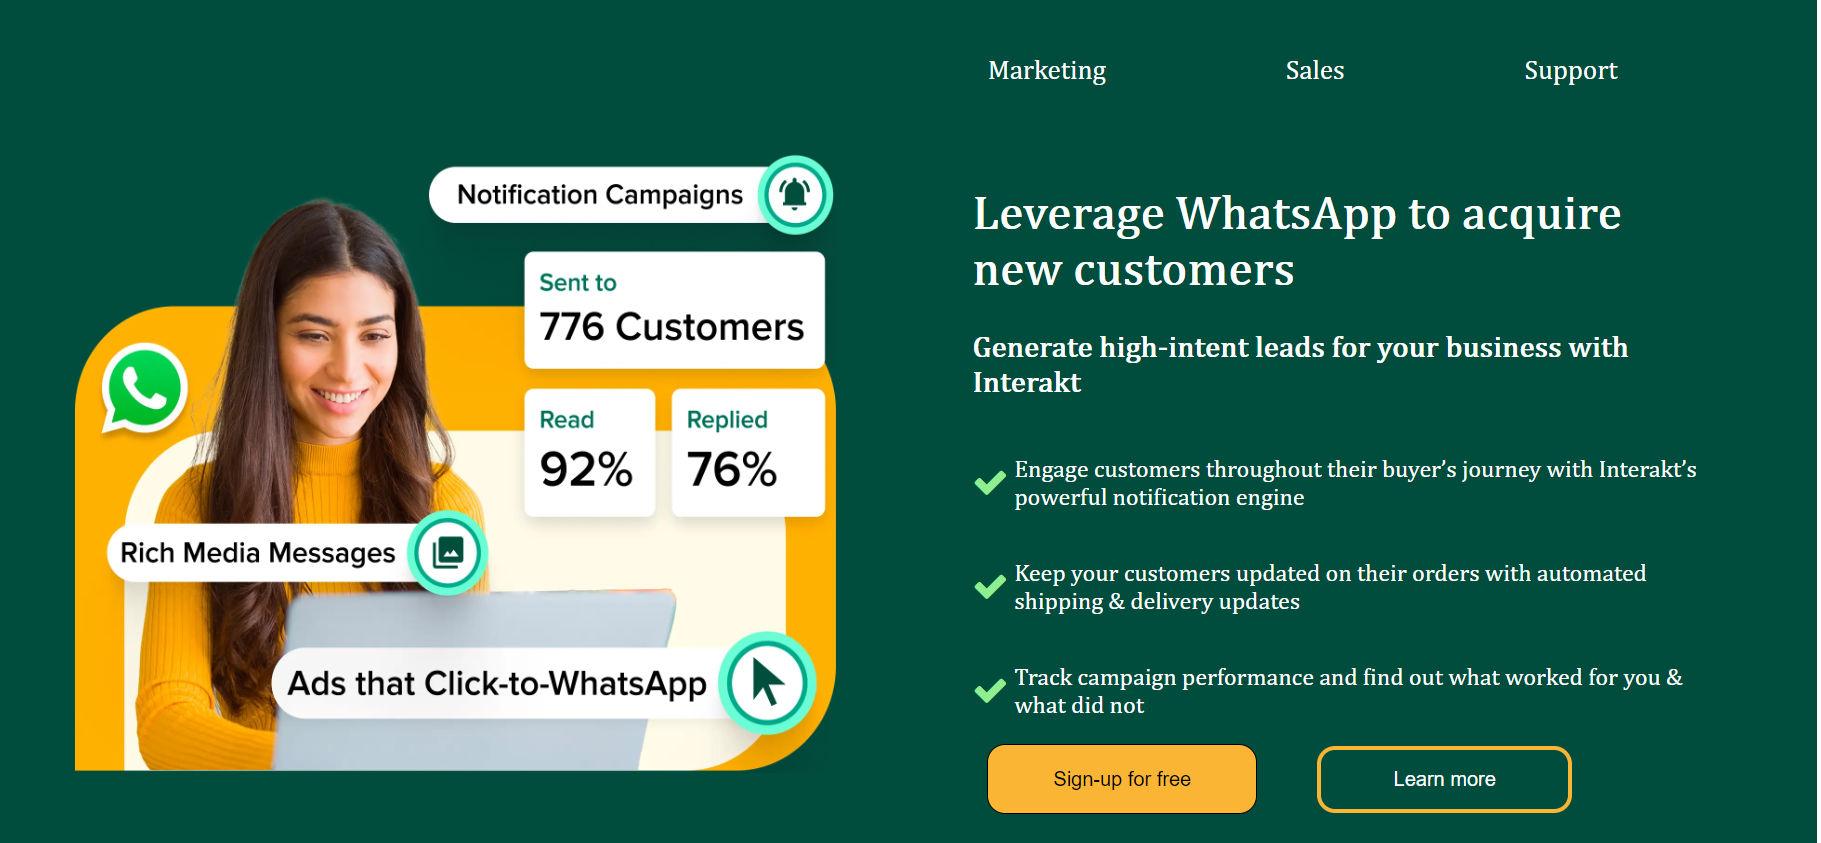 Marketing
Sales
Support
Notification Campaigns
Sent to
776 Customers
Read
92%
Replied
76%
Rich Media Messages
Ads that Click-to-WhatsApp
Leverage WhatsApp to acquire
new customers
Generate high-intent leads for your business with
Interakt
Engage customers throughout their buyer’s journey with Interakt’s
powerful notification engine
Keep your customers updated on their orders with automated
shipping & delivery updates
Track campaign performance and find out what worked for you &
what did not
Sign-up for free
Learn more